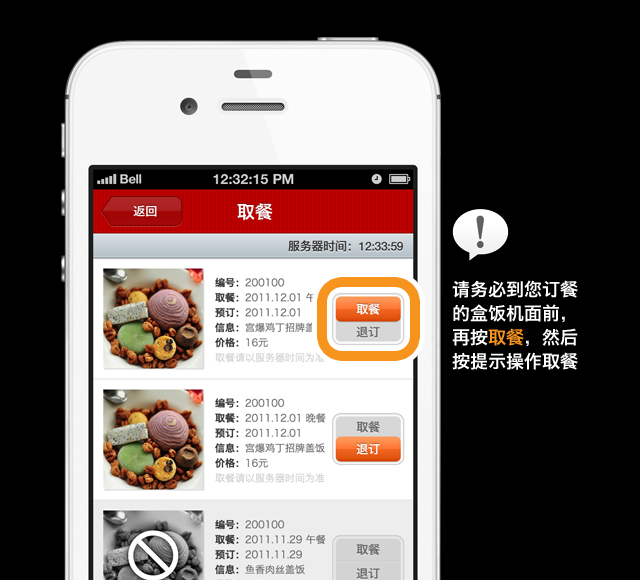 Bell 12:32:15 PM
返回 取餐
服务器时间：12:33:59
编号：200100
取餐：2011.12.01 午
预订：2011.12.01
信息：宫爆鸡丁招牌盖
价格：16元
取餐请以服务器时间为准
取餐
退订
编号：200100
取餐：2011.12.01 晚餐
预订：2011.12.01
信息：宫爆鸡丁招牌盖饭
价格：16元
取餐请以服务器时间为准
取餐
退订
编号：200100
取餐：2011.11.29 午餐
预订：2011.11.29
信息：鱼香肉丝盖饭
取餐
退订
!
请务必到您订餐
的盒饭机面前，
再按取餐，然后
按提示操作取餐